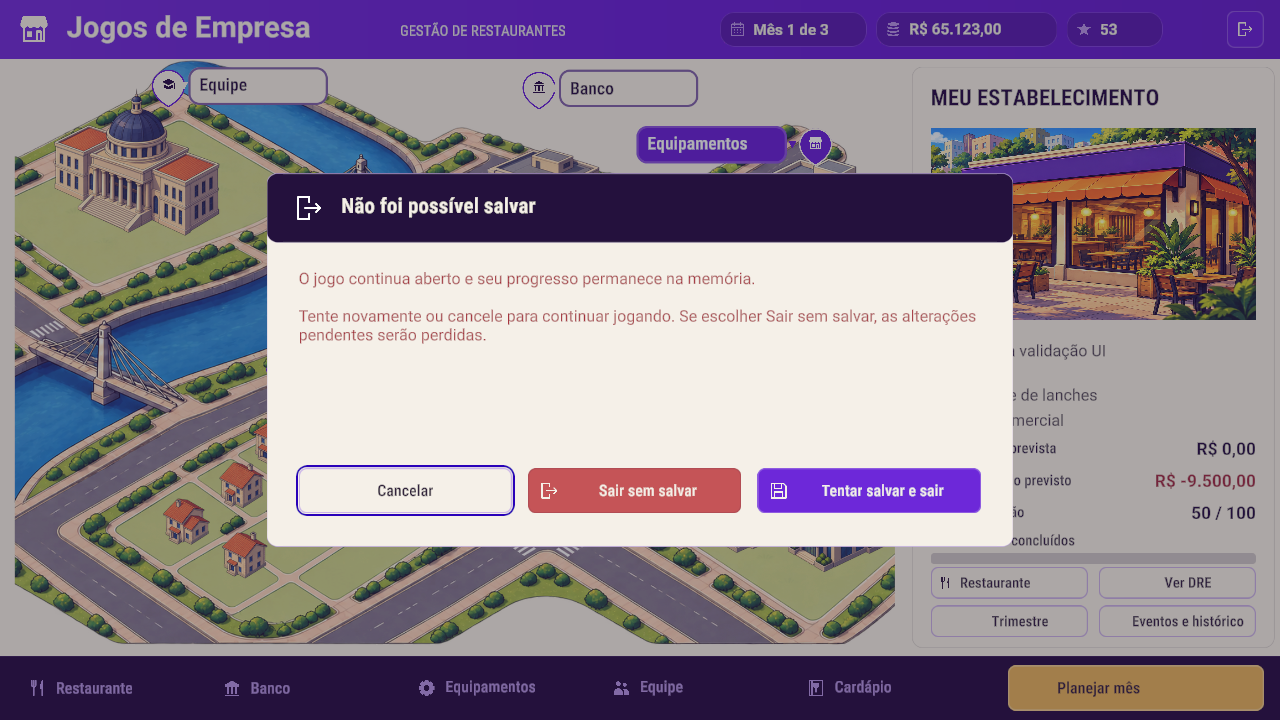 Jogos de Empresa
GESTÃO DE RESTAURANTES
Mês 1 de 3
R$ 65.123,00
53
Equipe
Banco
Equipamentos
MEU ESTABELECIMENTO
Não foi possível salvar
O jogo continua aberto e seu progresso permanece na memória.
Tente novamente ou cancele para continuar jogando. Se escolher Sair sem salvar, as alterações
pendentes serão perdidas.
Cancelar
Sair sem salvar
Tentar salvar e sair
validação UI
de lanches
R$ 0,00
previsto R$ -9.500,00
50 / 100
concluídos
Restaurante
Ver DRE
Trimestre
Eventos e histórico
Restaurante
Banco
Equipamentos
Equipe
Cardápio
Planejar mês